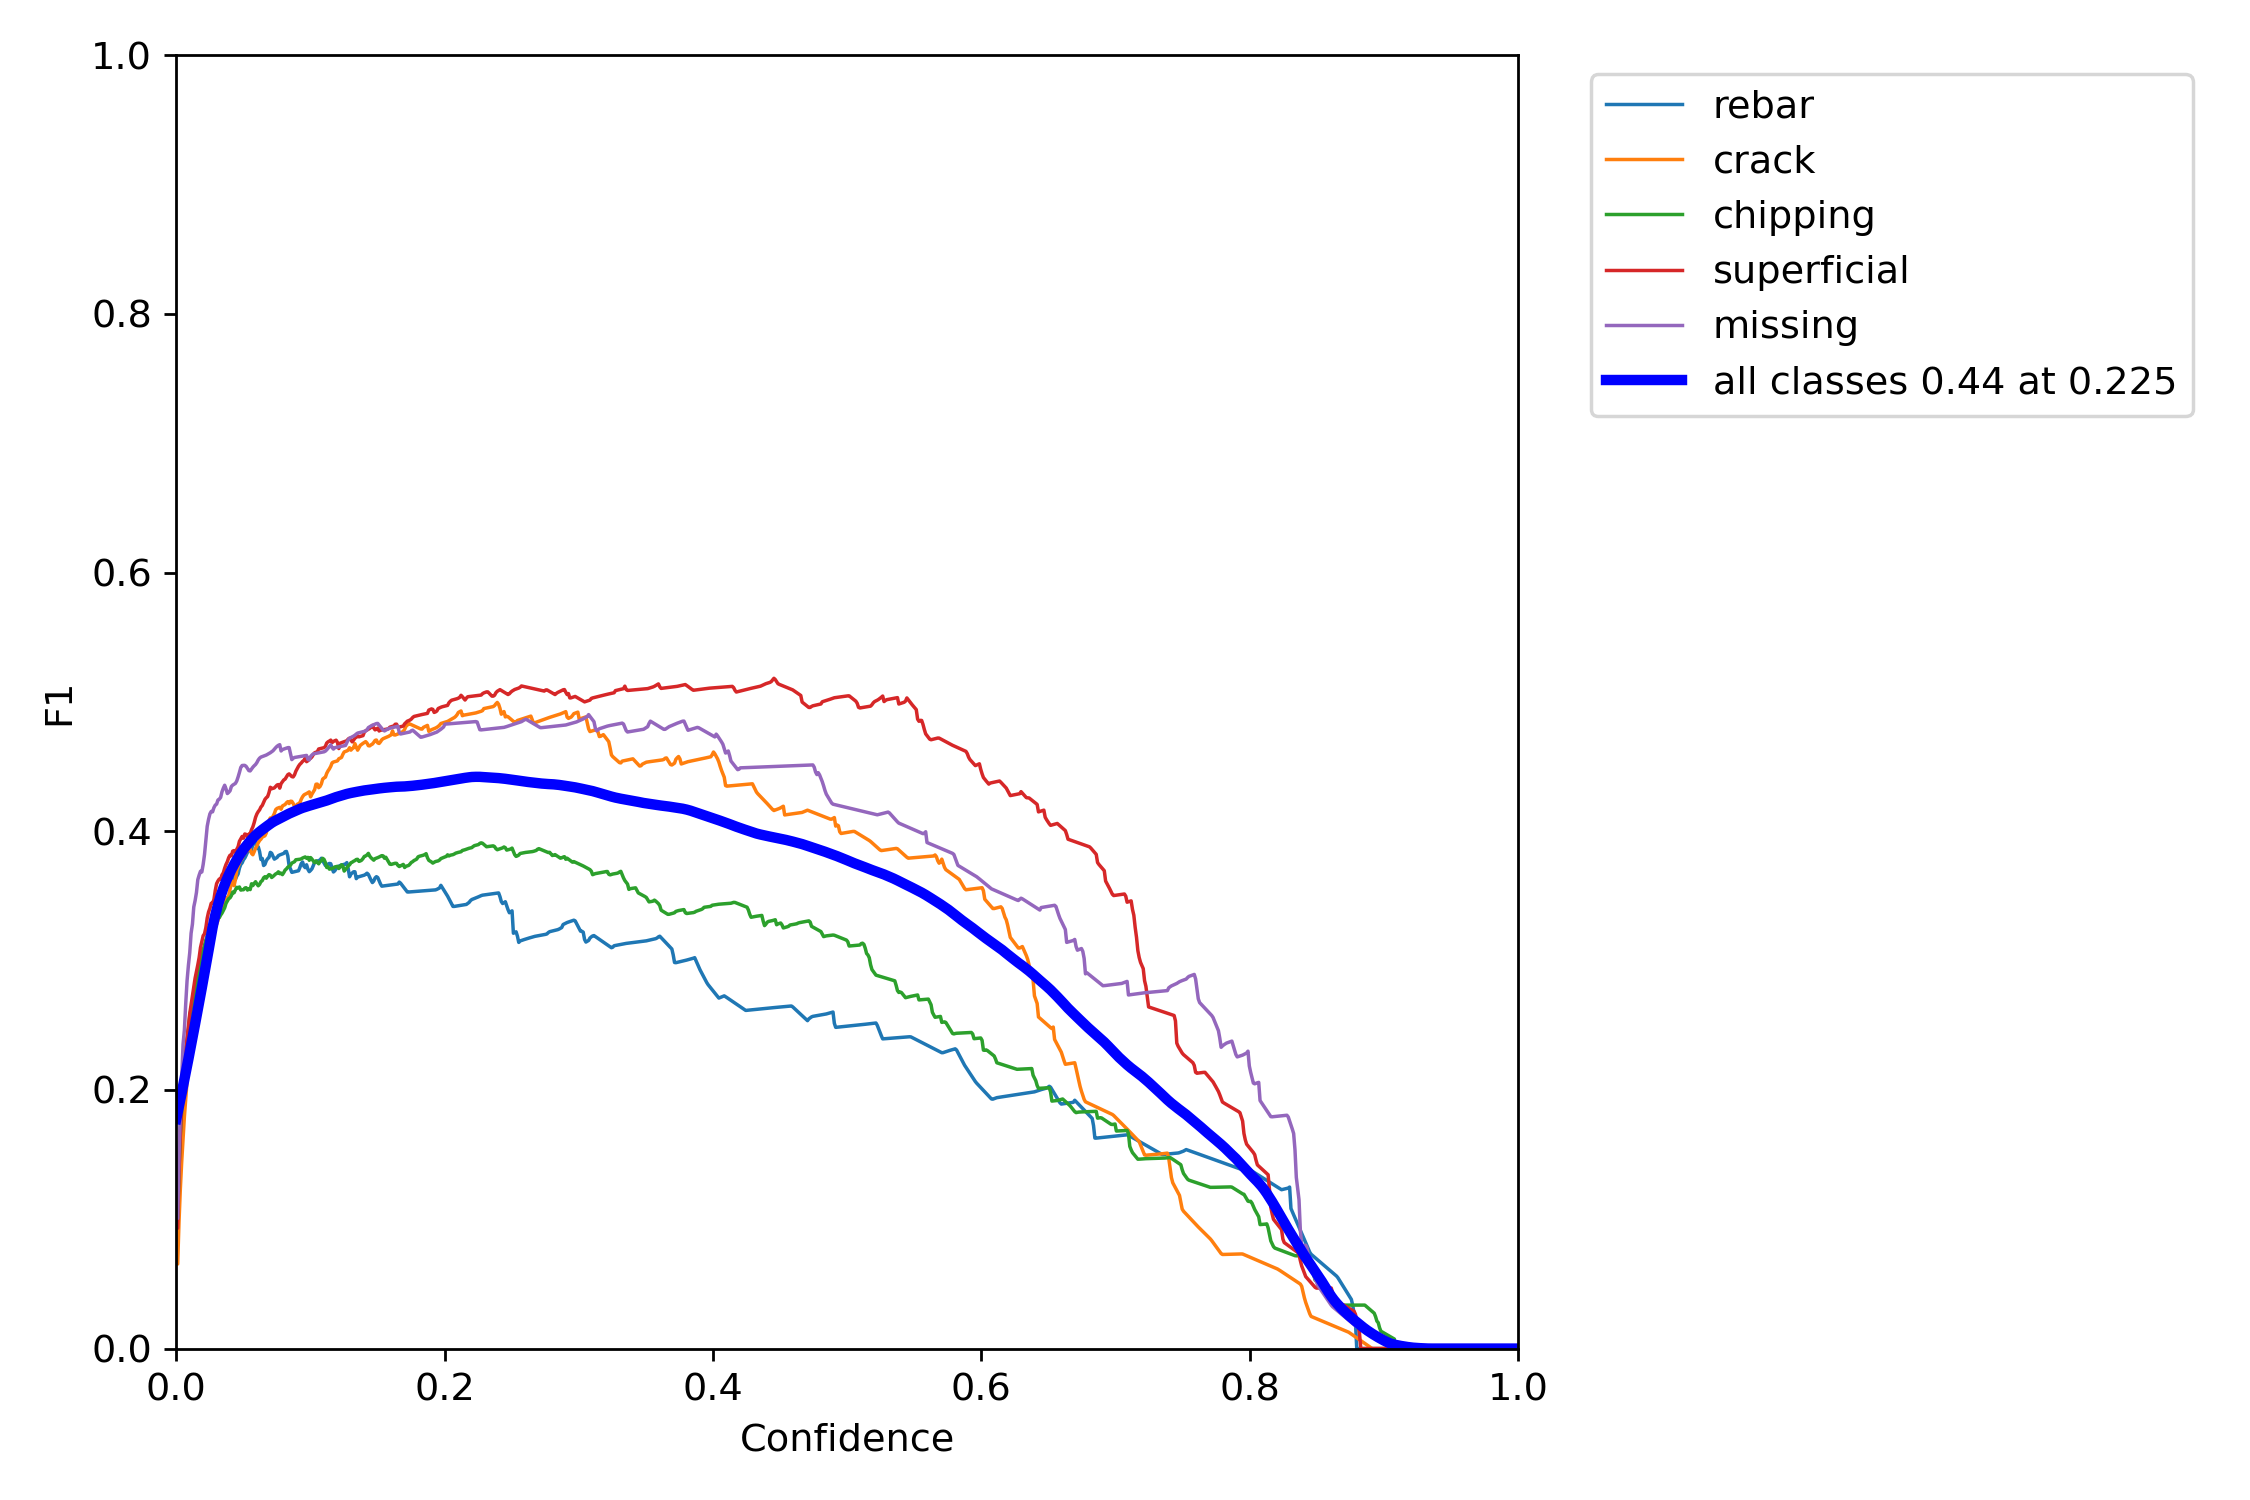 1.0
0.8
0.6
0.4
0.2
0.0
F1
0.0 0.2 0.4 0.6 0.8 1.0
Confidence
rebar
crack
chipping
superficial
missing
all classes 0.44 at 0.225